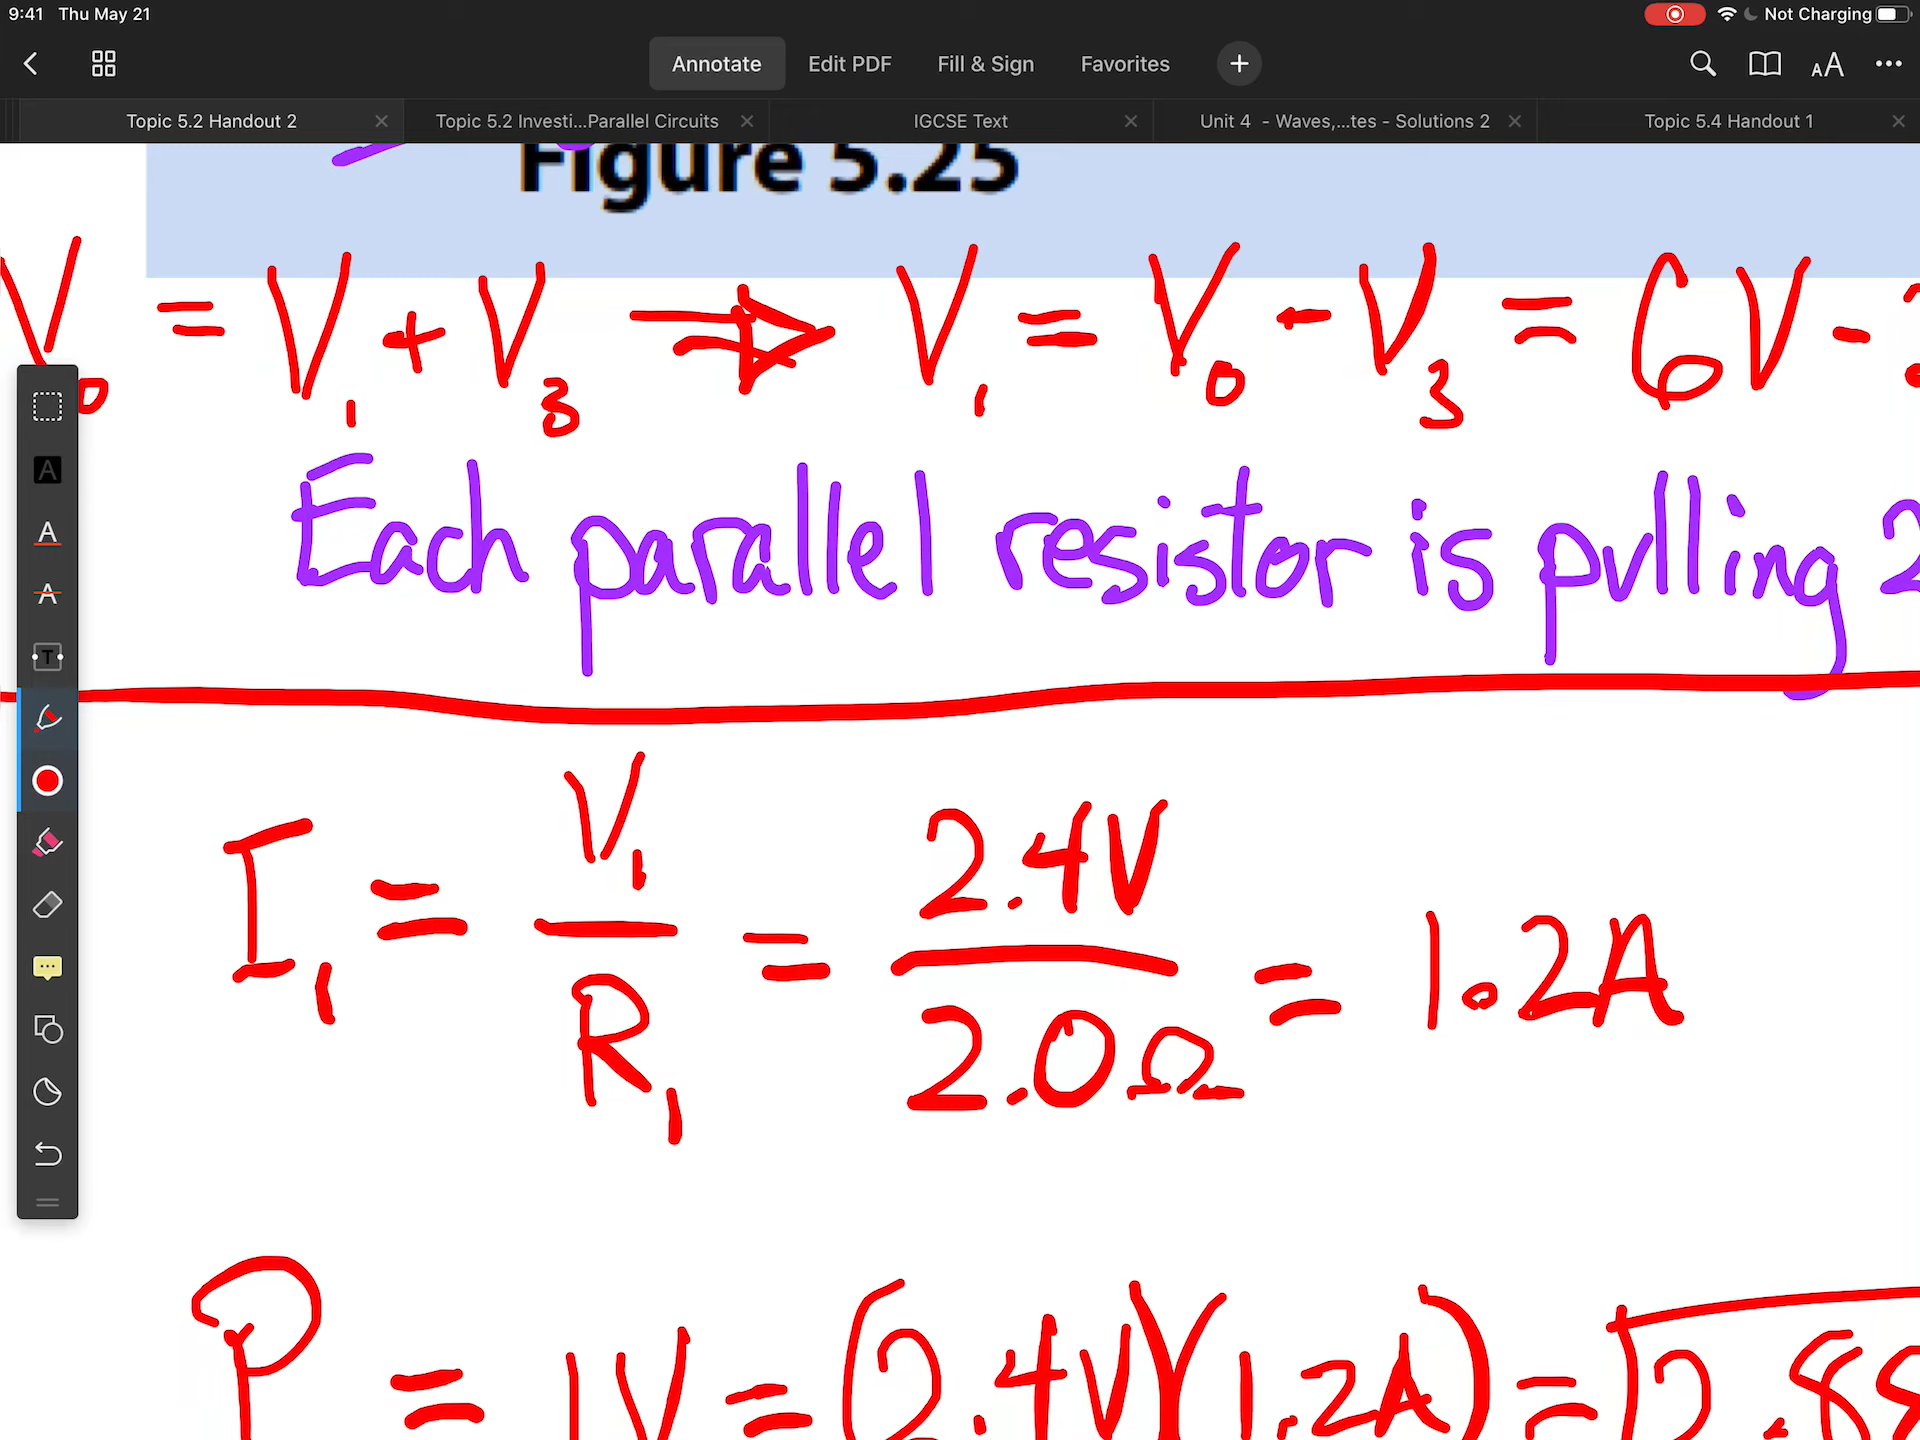 9:41 Thu May 21 Not Charging
Annotate Edit PDF Fill & Sign Favorites
Topic 5.2 Handout 2 Topic 5.2 Investi...Parallel Circuits IGCSE Text Unit 4 - Waves,...tes - Solutions 2 Topic 5.4 Handout 1
Figure 5.25
V₀ = V₁ + V₃ ⇒ V₁ = V₀ - V₃ = 6V -
Each parallel resistor is pulling
I₁ = V₁/R₁ = 2.4V/2.0Ω = 1.2A
P = IV = (2.4V)(1.2A) = 2.88